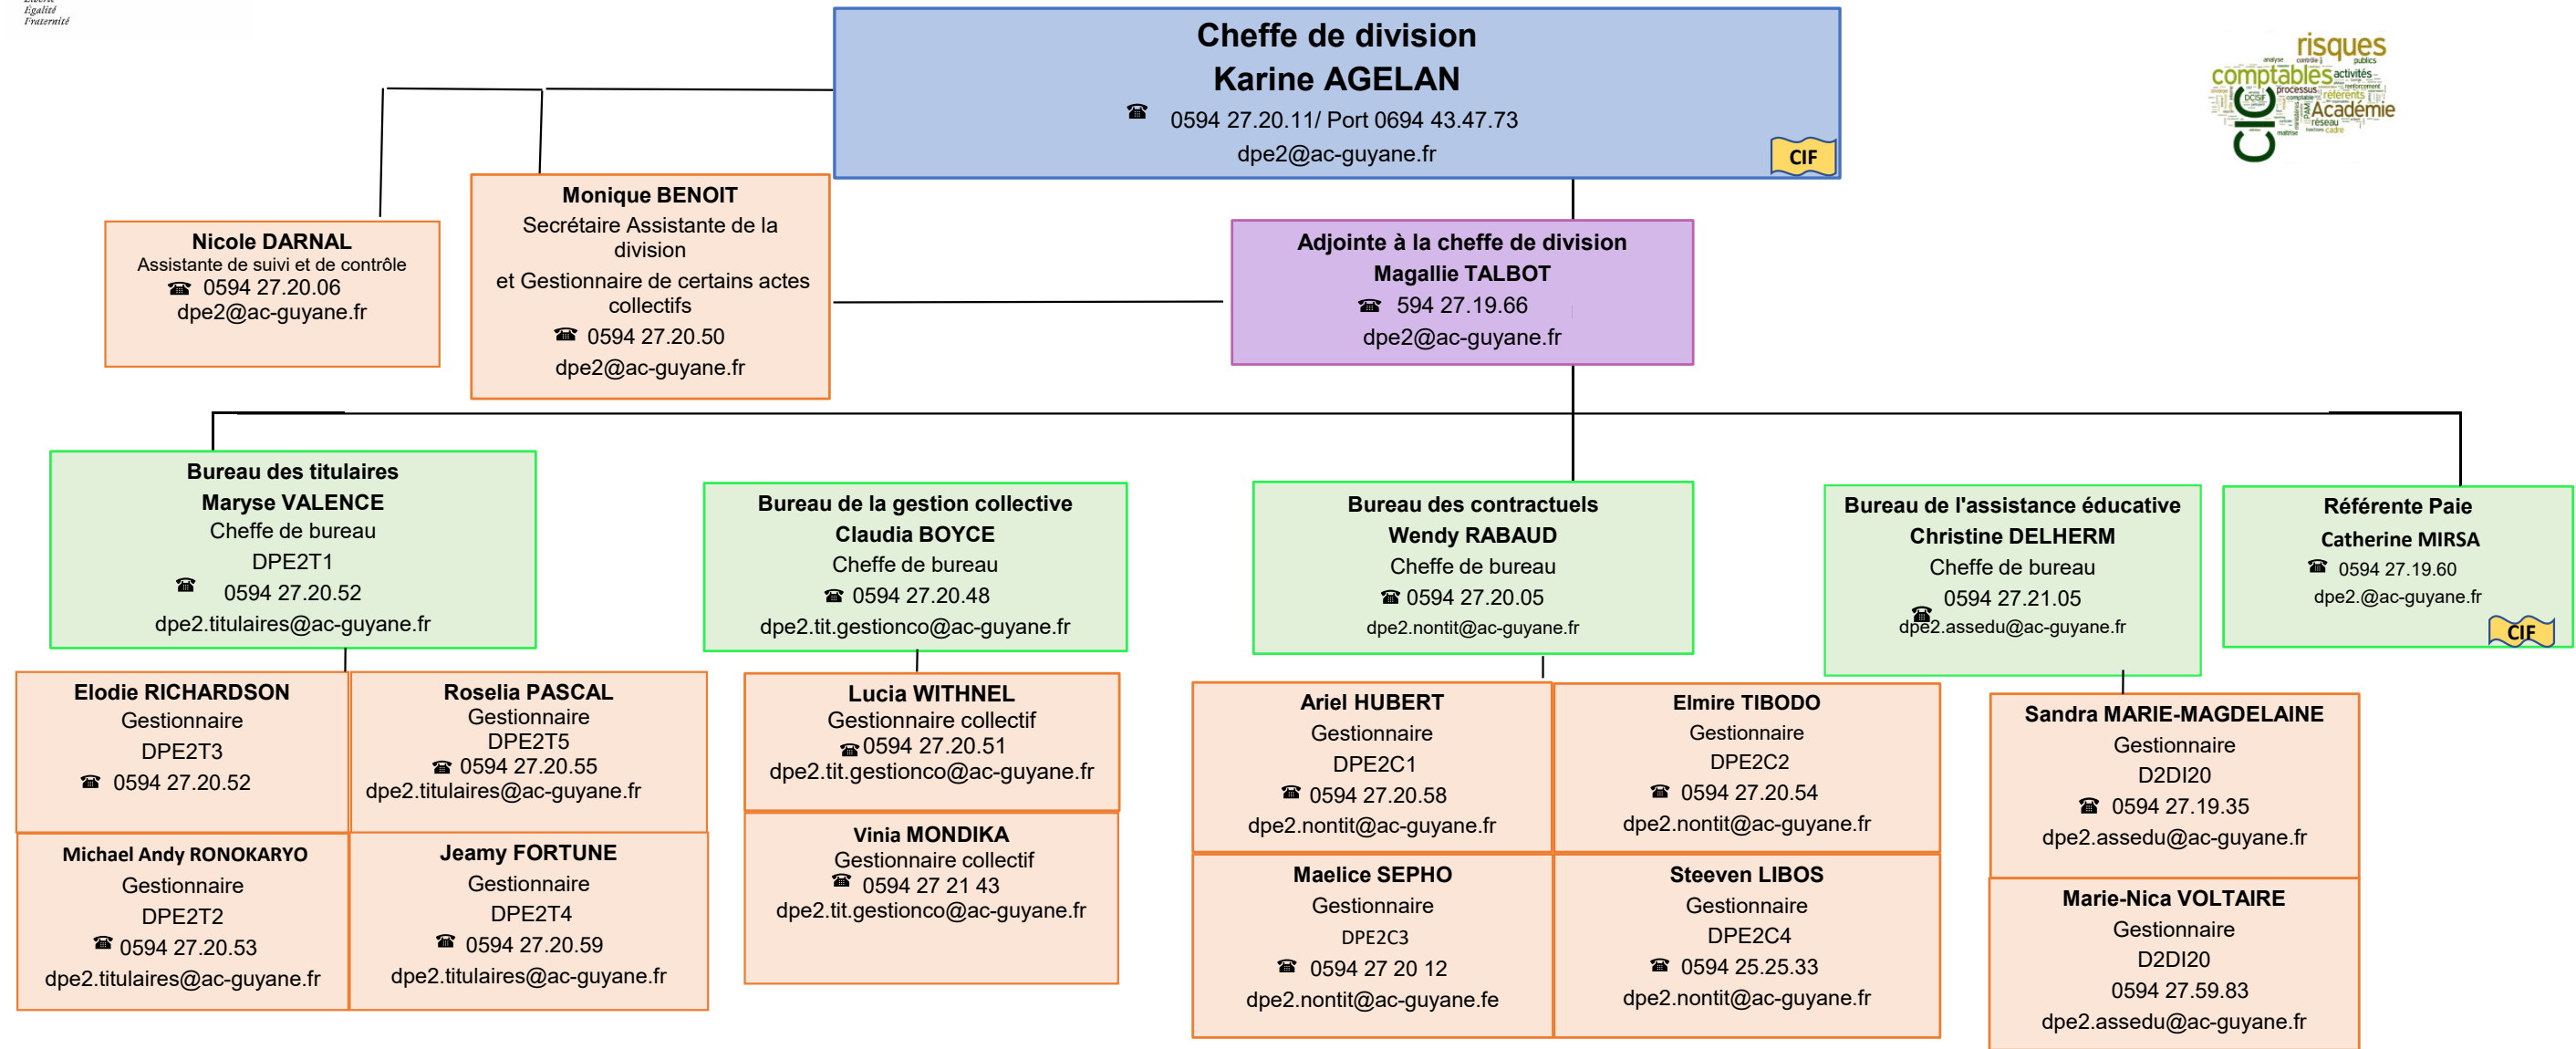 Égalité
Fraternité
Cheffe de division
Karine AGELAN
☎ 0594 27.20.11/ Port 0694 43.47.73
dpe2@ac-guyane.fr
CIF
risques
publics
analyse
contrôle
comptables
activités
processus
renforcement
DCISIF
comptable
référents
CIC
PAM
Académie
réseau
maîtrise
cadre
Monique BENOIT
Secrétaire Assistante de la
division
et Gestionnaire de certains actes
collectifs
☎ 0594 27.20.50
dpe2@ac-guyane.fr
Nicole DARNAL
Assistante de suivi et de contrôle
☎ 0594 27.20.06
dpe2@ac-guyane.fr
Adjointe à la cheffe de division
Magallie TALBOT
☎ 594 27.19.66
dpe2@ac-guyane.fr
Bureau des titulaires
Maryse VALENCE
Cheffe de bureau
DPE2T1
☎ 0594 27.20.52
dpe2.titulaires@ac-guyane.fr
Bureau de la gestion collective
Claudia BOYCE
Cheffe de bureau
☎ 0594 27.20.48
dpe2.tit.gestionco@ac-guyane.fr
Bureau des contractuels
Wendy RABAUD
Cheffe de bureau
☎ 0594 27.20.05
dpe2.nontit@ac-guyane.fr
Bureau de l'assistance éducative
Christine DELHERM
Cheffe de bureau
☎ 0594 27.21.05
dpe2.assedu@ac-guyane.fr
Référente Paie
Catherine MIRSA
☎ 0594 27.19.60
dpe2.@ac-guyane.fr
CIF
Elodie RICHARDSON
Gestionnaire
DPE2T3
☎ 0594 27.20.52
Roselia PASCAL
Gestionnaire
DPE2T5
☎ 0594 27.20.55
dpe2.titulaires@ac-guyane.fr
Michael Andy RONOKARYO
Gestionnaire
DPE2T2
☎ 0594 27.20.53
dpe2.titulaires@ac-guyane.fr
Jeamy FORTUNE
Gestionnaire
DPE2T4
☎ 0594 27.20.59
dpe2.titulaires@ac-guyane.fr
Lucia WITHNEL
Gestionnaire collectif
☎ 0594 27.20.51
dpe2.tit.gestionco@ac-guyane.fr
Vinia MONDIKA
Gestionnaire collectif
☎ 0594 27 21 43
dpe2.tit.gestionco@ac-guyane.fr
Ariel HUBERT
Gestionnaire
DPE2C1
☎ 0594 27.20.58
dpe2.nontit@ac-guyane.fr
Elmire TIBODO
Gestionnaire
DPE2C2
☎ 0594 27.20.54
dpe2.nontit@ac-guyane.fr
Maelice SEPHO
Gestionnaire
DPE2C3
☎ 0594 27 20 12
dpe2.nontit@ac-guyane.fe
Steeven LIBOS
Gestionnaire
DPE2C4
☎ 0594 25.25.33
dpe2.nontit@ac-guyane.fr
Sandra MARIE-MAGDELAINE
Gestionnaire
D2DI20
☎ 0594 27.19.35
dpe2.assedu@ac-guyane.fr
Marie-Nica VOLTAIRE
Gestionnaire
D2DI20
0594 27.59.83
dpe2.assedu@ac-guyane.fr